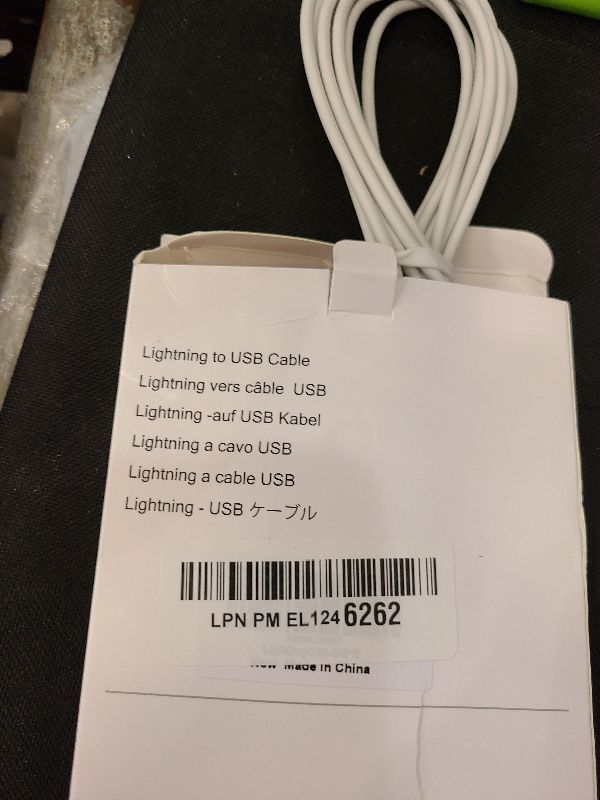 Lightning to USB Cable
Lightning vers câble USB
Lightning -auf USB Kabel
Lightning a cavo USB
Lightning a cable USB
Lightning - USB ケーブル
LPN PM EL124 6262
New Made in China